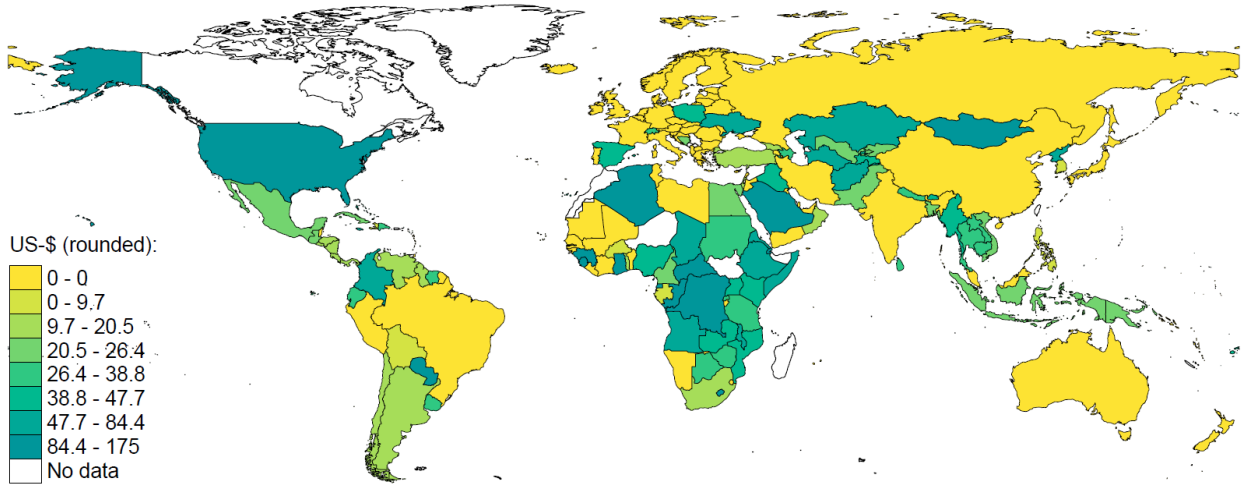 US-$ (rounded):
0 - 0
0 - 9.7
9.7 - 20.5
20.5 - 26.4
26.4 - 38.8
38.8 - 47.7
47.7 - 84.4
84.4 - 175
No data